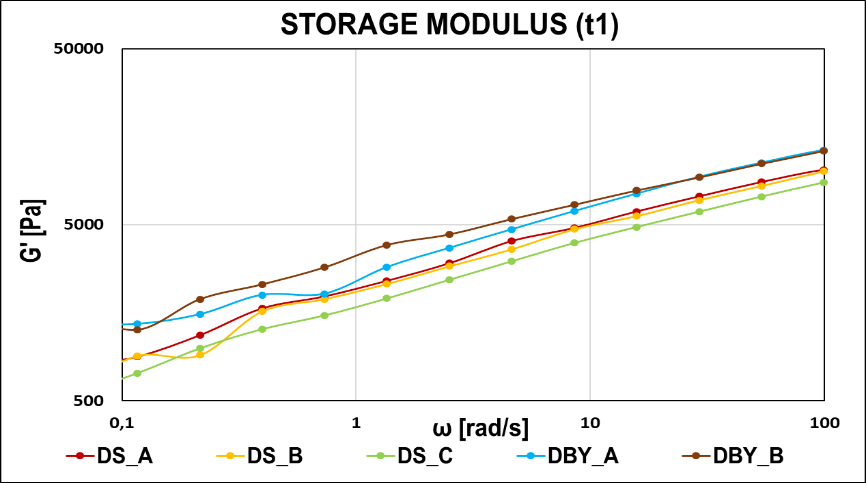 STORAGE MODULUS (t1)
50000
5000
500
G' [Pa]
0,1 1 10 100
ω [rad/s]
DS_A DS_B DS_C DBY_A DBY_B